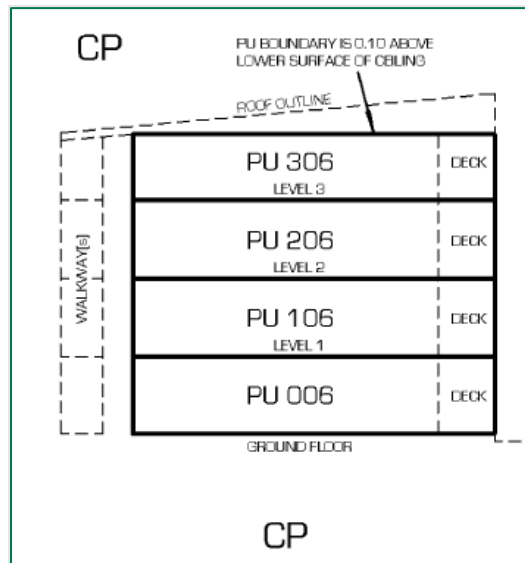 CP
PU BOUNDARY IS 0.10 ABOVE
LOWER SURFACE OF CEILING
ROOF OUTLINE
PU 306
DECK
LEVEL 3
WALKWAY[s]
PU 206
DECK
LEVEL 2
PU 106
DECK
LEVEL 1
PU 006
DECK
GROUND FLOOR
CP